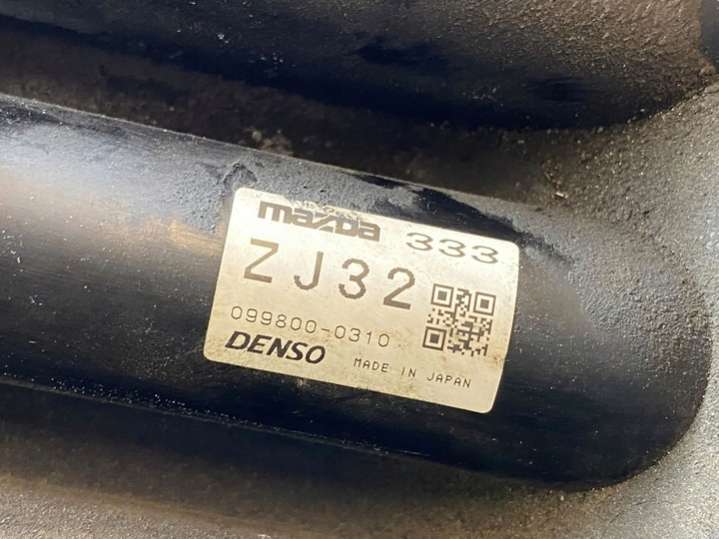 mazda 333
ZJ32
099800-0310
DENSO MADE IN JAPAN